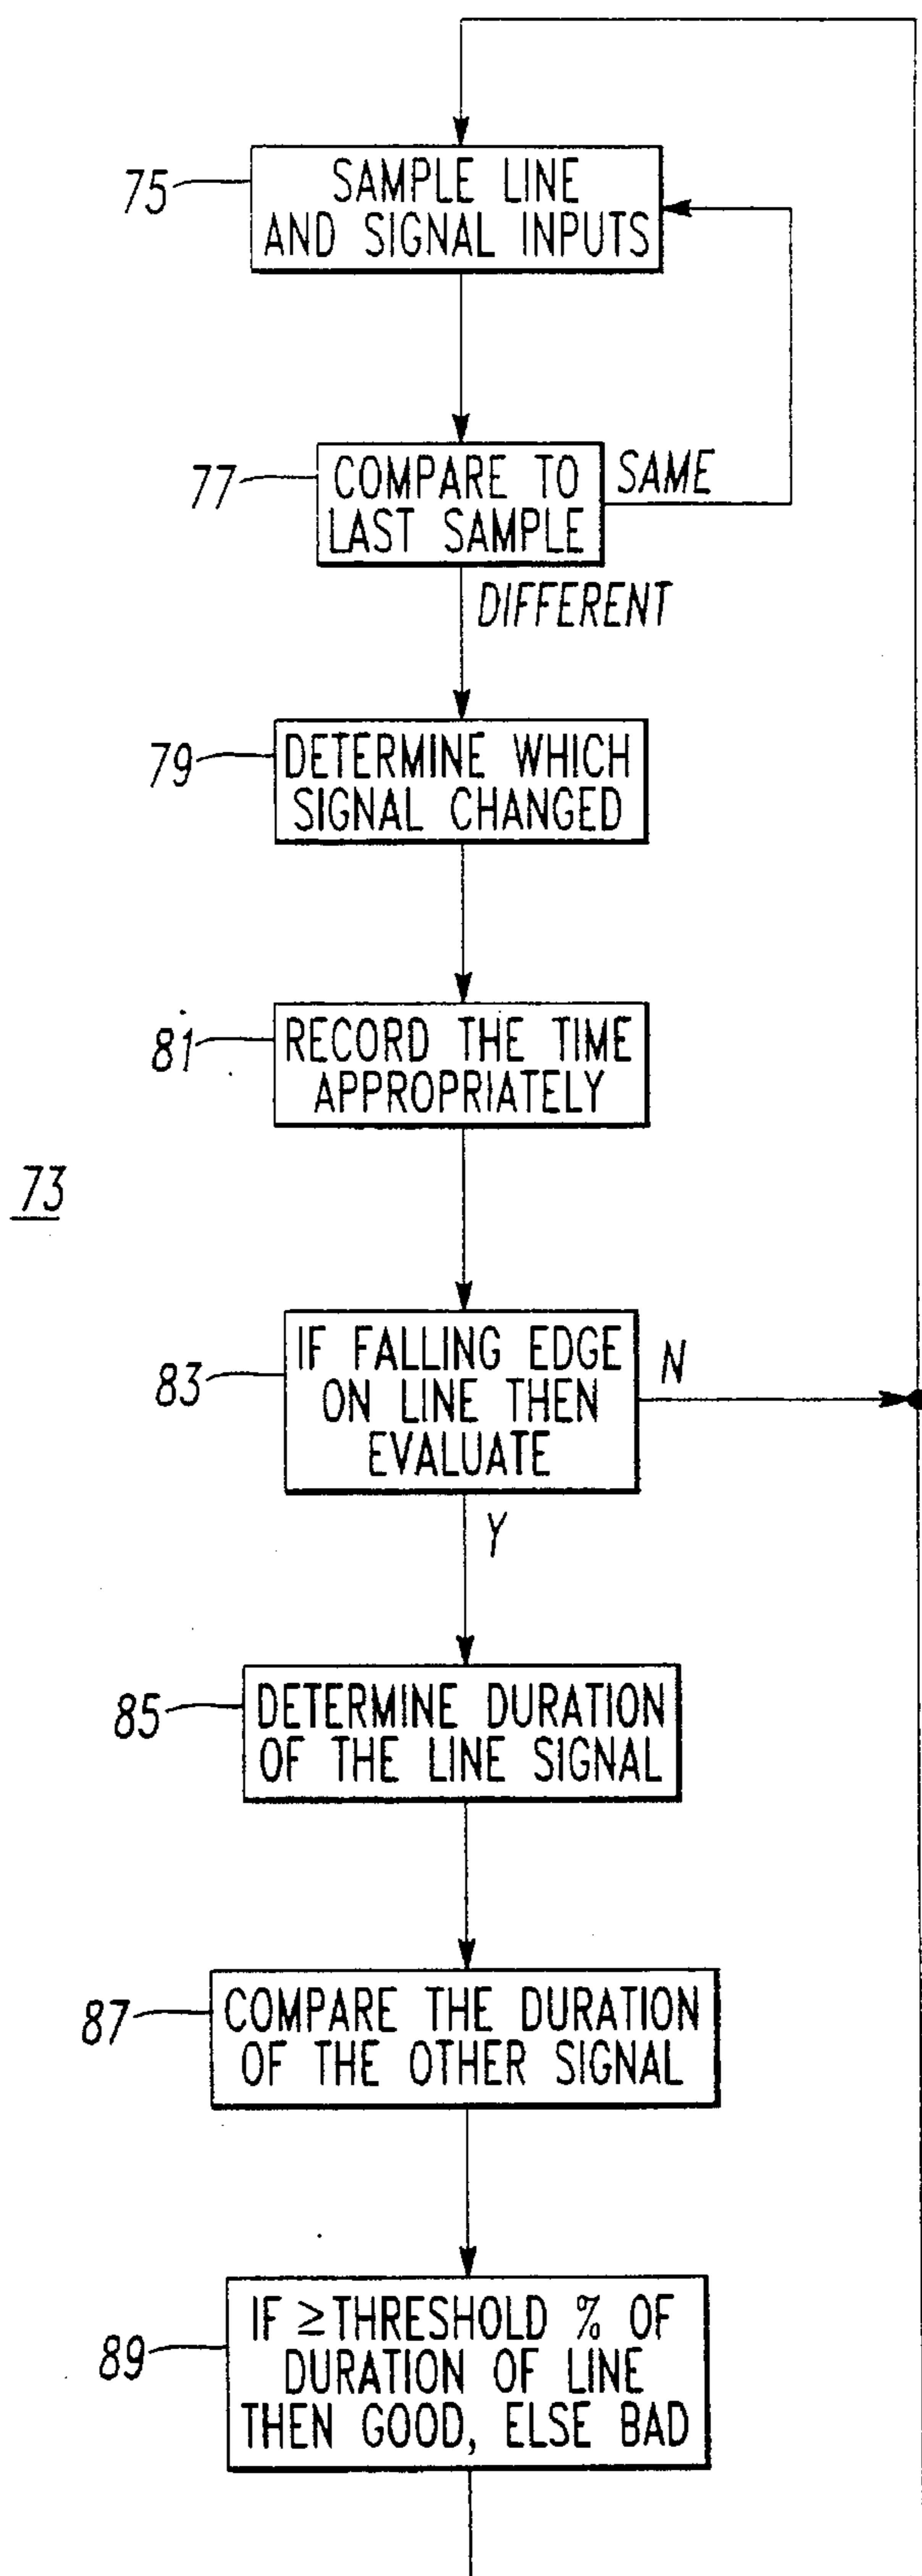 75
SAMPLE LINE
AND SIGNAL INPUTS
77
COMPARE TO
LAST SAMPLE
SAME
DIFFERENT
79
DETERMINE WHICH
SIGNAL CHANGED
81
RECORD THE TIME
APPROPRIATELY
73
83
IF FALLING EDGE
ON LINE THEN
EVALUATE
N
Y
85
DETERMINE DURATION
OF THE LINE SIGNAL
87
COMPARE THE DURATION
OF THE OTHER SIGNAL
89
IF ≥THRESHOLD % OF
DURATION OF LINE
THEN GOOD, ELSE BAD